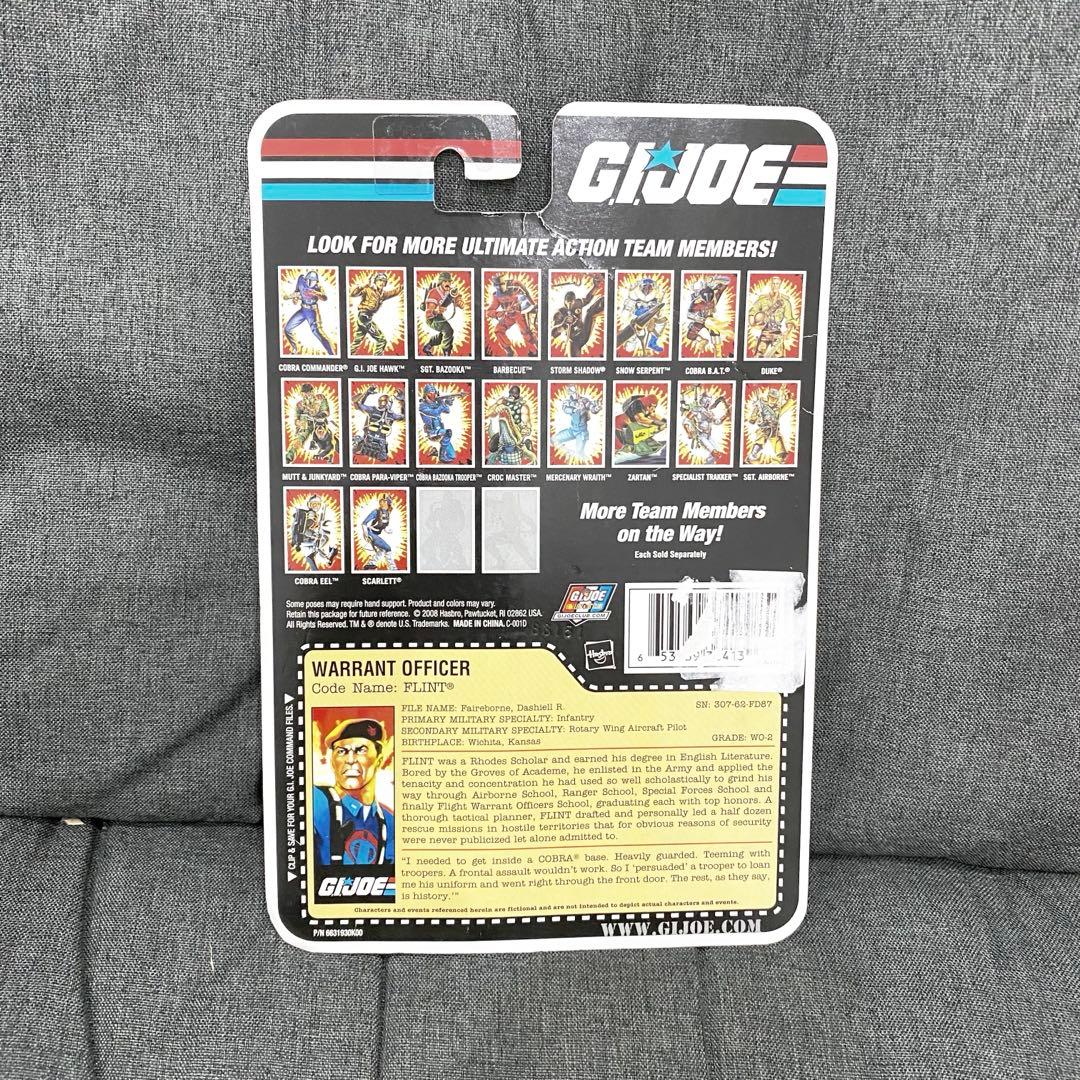 G.I.JOE®
LOOK FOR MORE ULTIMATE ACTION TEAM MEMBERS!
COBRA COMMANDER® G.I. JOE HAWK™ SGT. BAZOOKA™ BARBECUE™ STORM SHADOW® SNOW SERPENT™ COBRA B.A.T.® DUKE®
MUTT & JUNKYARD™ COBRA PARA-VIPER™ COBRA BAZOOKA TROOPER™ CROC MASTER™ MERCENARY WRAITH™ ZARTAN™ SPECIALIST TRAKKER™ SGT. AIRBORNE™
More Team Members
on the Way!
Each Sold Separately
COBRA EEL™ SCARLETT®
Some poses may require hand support. Product and colors may vary.
Retain this package for future reference. © 2008 Hasbro, Pawtucket, RI 02862 USA.
All Rights Reserved. TM & ® denote U.S. Trademarks. MADE IN CHINA. C-001D
G.I.JOE
GIJOECLUB.COM
Hasbro
6 53
413
WARRANT OFFICER
Code Name: FLINT®
FILE NAME: Faireborne, Dashiell R. SN: 307-62-FD87
PRIMARY MILITARY SPECIALTY: Infantry
SECONDARY MILITARY SPECIALTY: Rotary Wing Aircraft Pilot
BIRTHPLACE: Wichita, Kansas GRADE: WO-2
FLINT was a Rhodes Scholar and earned his degree in English Literature.
Bored by the Groves of Academe, he enlisted in the Army and applied the
tenacity and concentration he had used so well scholastically to grind his
way through Airborne School, Ranger School, Special Forces School and
finally Flight Warrant Officers School, graduating each with top honors. A
thorough tactical planner, FLINT drafted and personally led a half dozen
rescue missions in hostile territories that for obvious reasons of security
were never publicized let alone admitted to.
"I needed to get inside a COBRA® base. Heavily guarded. Teeming with
troopers. A frontal assault wouldn't work. So I 'persuaded' a trooper to loan
me his uniform and went right through the front door. The rest, as they say,
is history.'"
G.I.JOE
Characters and events referenced herein are fictional and are not intended to depict actual characters and events.
▼CLIP & SAVE FOR YOUR G.I. JOE COMMAND FILES.▼
P/N 6631930K00
WWW.GIJOE.COM